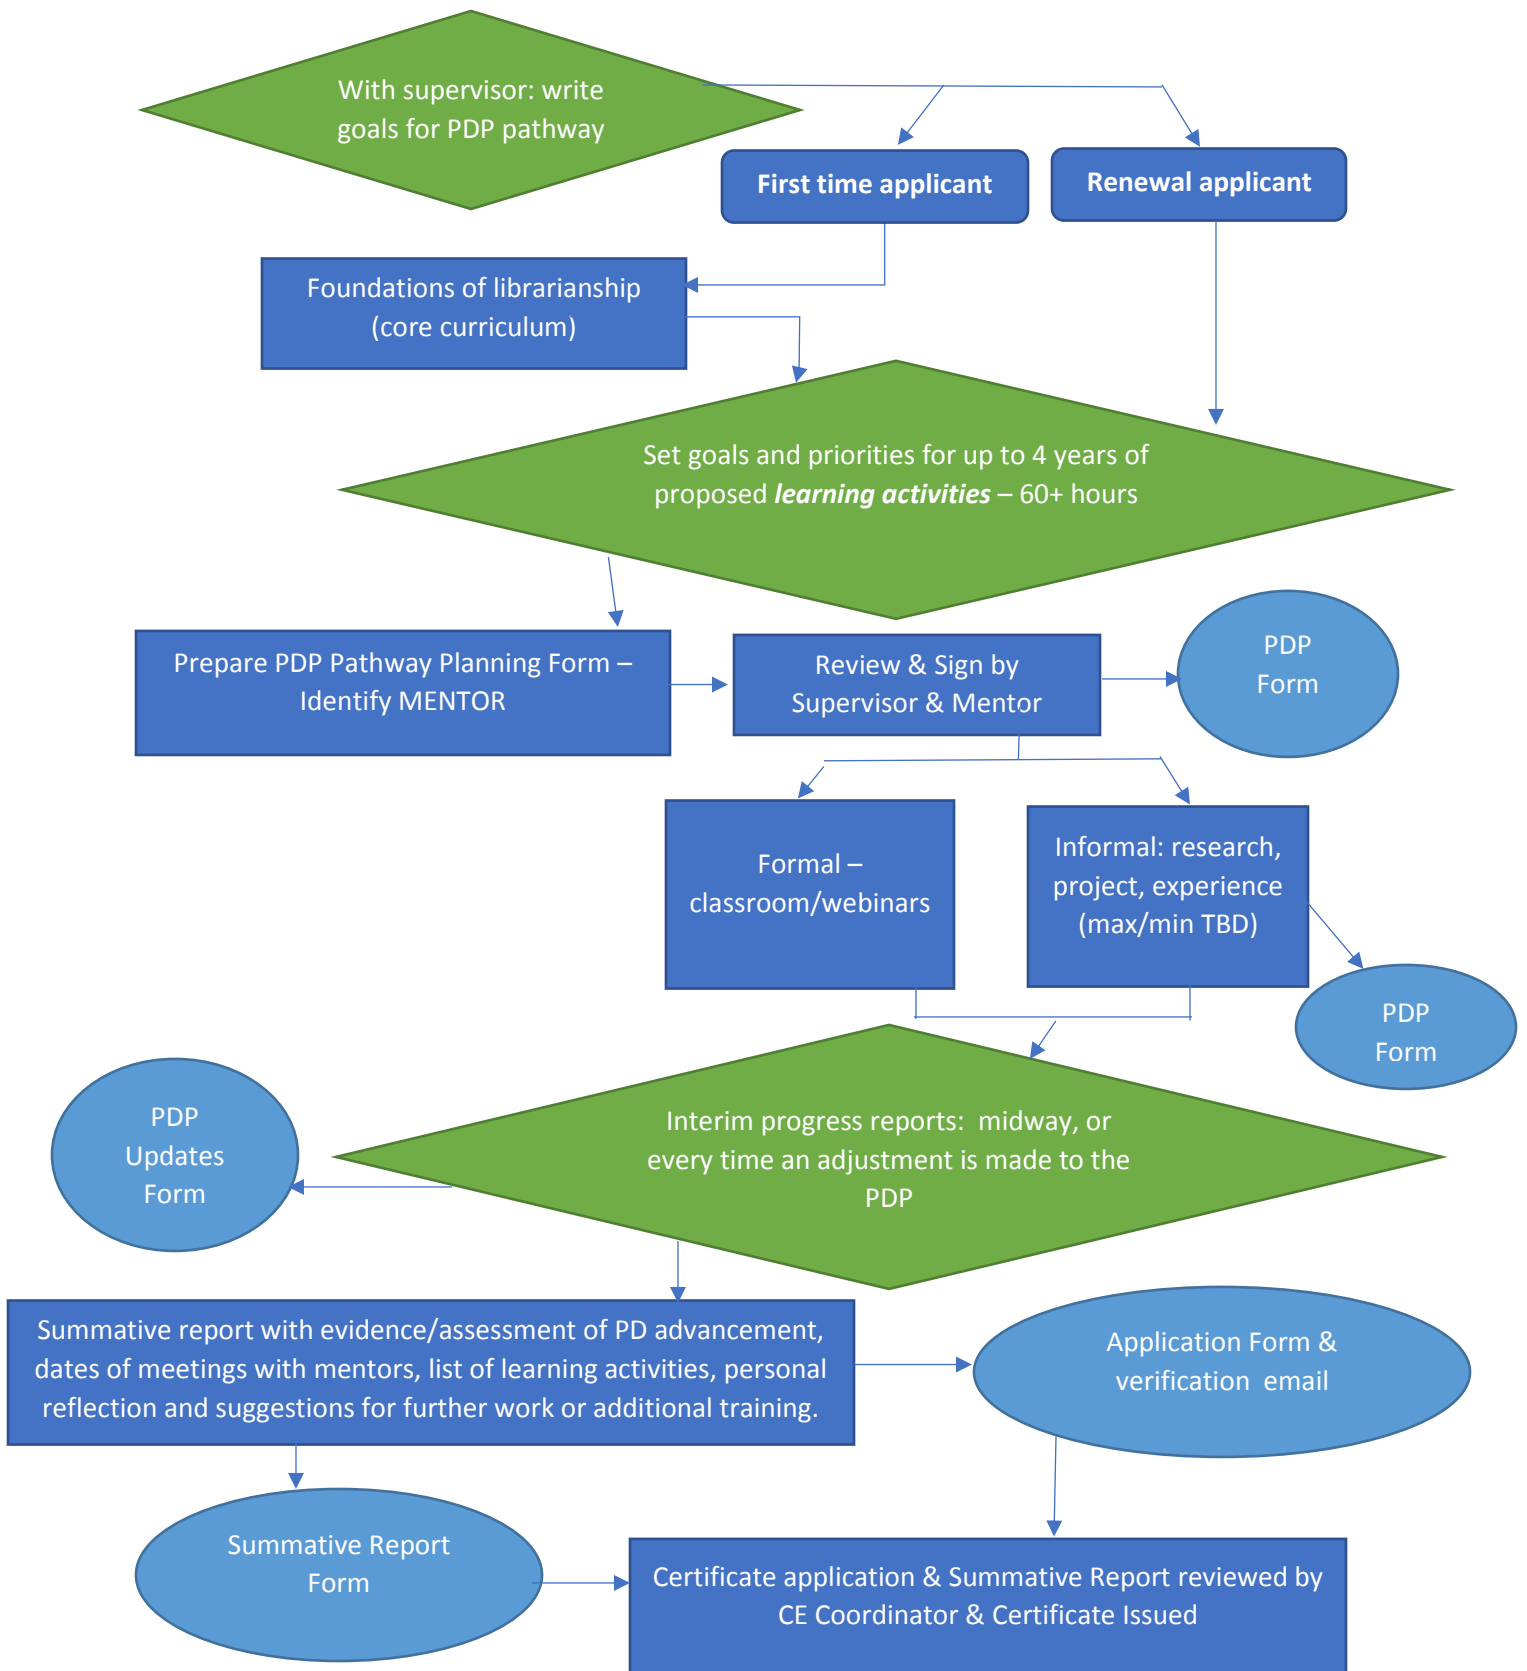 With supervisor: write
goals for PDP pathway
First time applicant
Renewal applicant
Foundations of librarianship
(core curriculum)
Set goals and priorities for up to 4 years of
proposed learning activities – 60+ hours
Prepare PDP Pathway Planning Form –
Identify MENTOR
Review & Sign by
Supervisor & Mentor
PDP
Form
Formal –
classroom/webinars
Informal: research,
project, experience
(max/min TBD)
PDP
Form
Interim progress reports:  midway, or
every time an adjustment is made to the
PDP
PDP
Updates
Form
Summative report with evidence/assessment of PD advancement,
dates of meetings with mentors, list of learning activities, personal
reflection and suggestions for further work or additional training.
Application Form &
verification  email
Summative Report
Form
Certificate application & Summative Report reviewed by
CE Coordinator & Certificate Issued